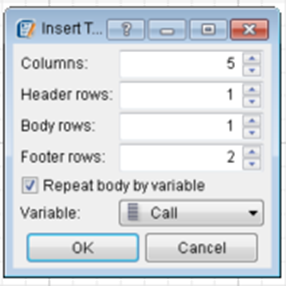 Insert T... ?
Columns: 5
Header rows: 1
Body rows: 1
Footer rows: 2
Repeat body by variable
Variable: Call
OK Cancel